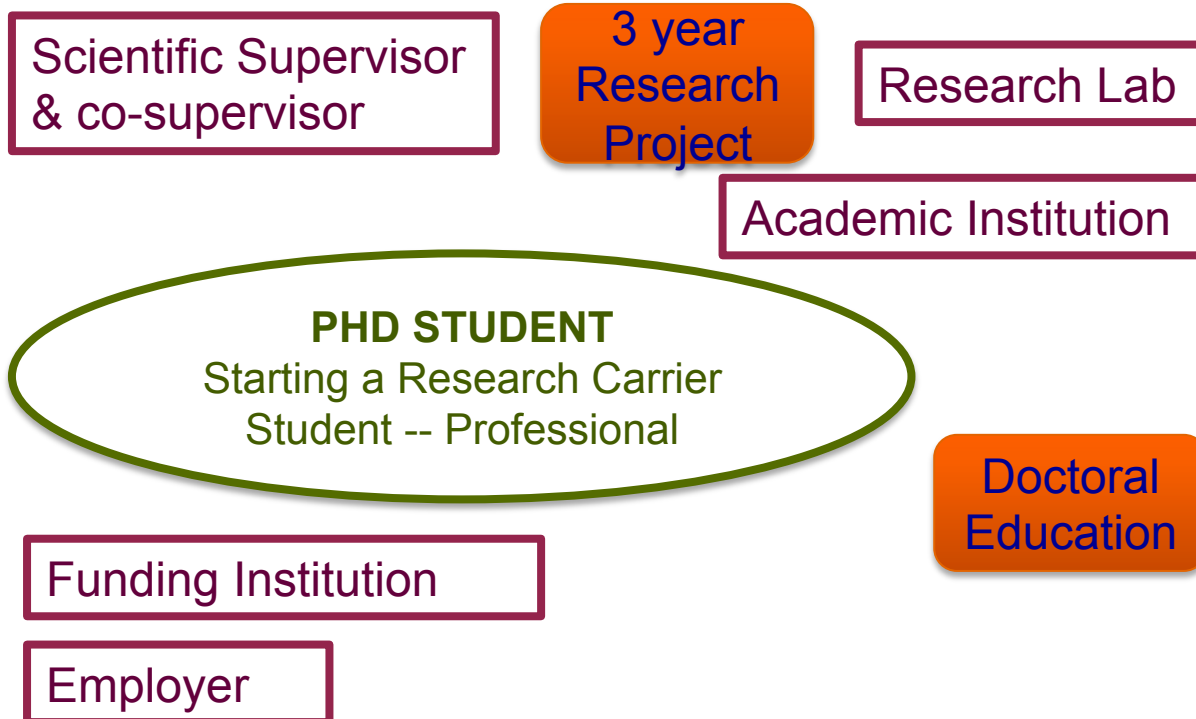 Scientific Supervisor
& co-supervisor
3 year
Research
Project
Research Lab
Academic Institution
PHD STUDENT
Starting a Research Carrier
Student -- Professional
Doctoral
Education
Funding Institution
Employer